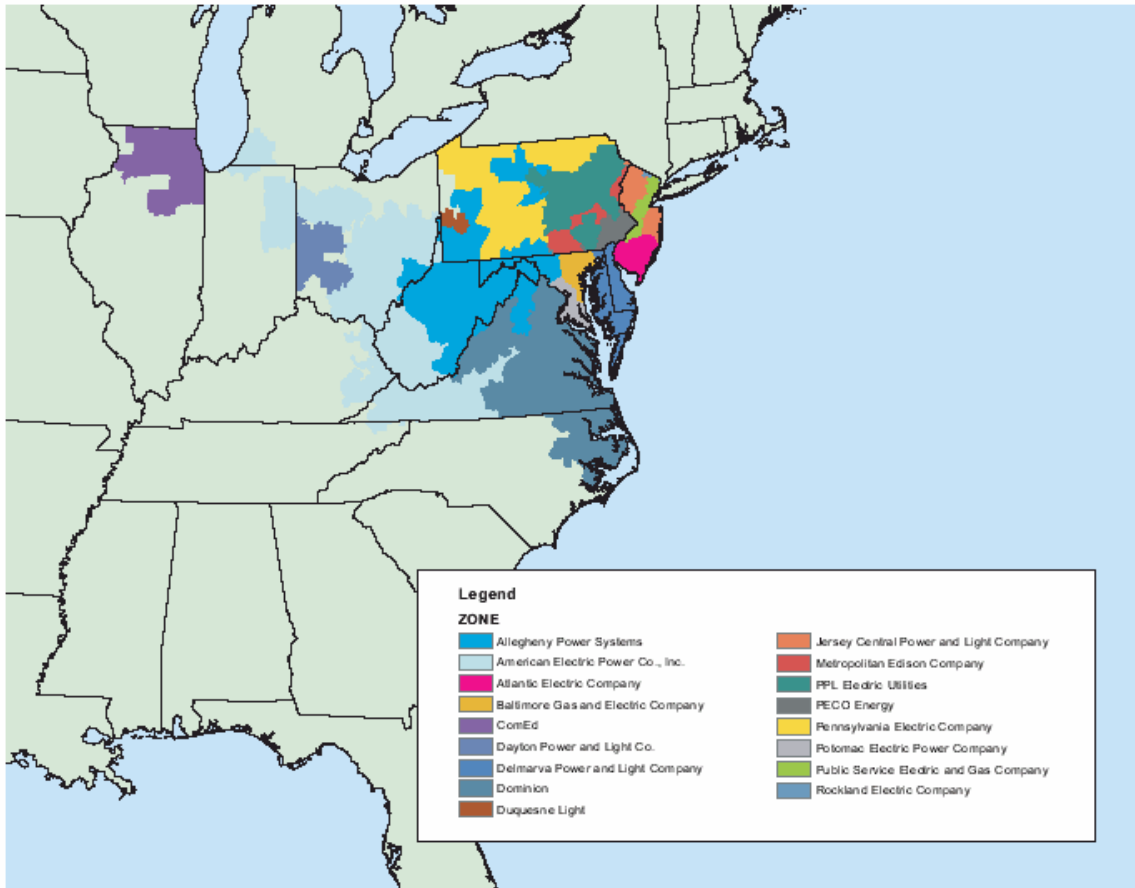 Legend
ZONE
Allegheny Power Systems
American Electric Power Co., Inc.
Atlantic Electric Company
Baltimore Gas and Electric Company
ComEd
Dayton Power and Light Co.
Delmarva Power and Light Company
Dominion
Duquesne Light
Jersey Central Power and Light Company
Metropolitan Edison Company
PPL Electric Utilities
PECO Energy
Pennsylvania Electric Company
Potomac Electric Power Company
Public Service Electric and Gas Company
Rockland Electric Company